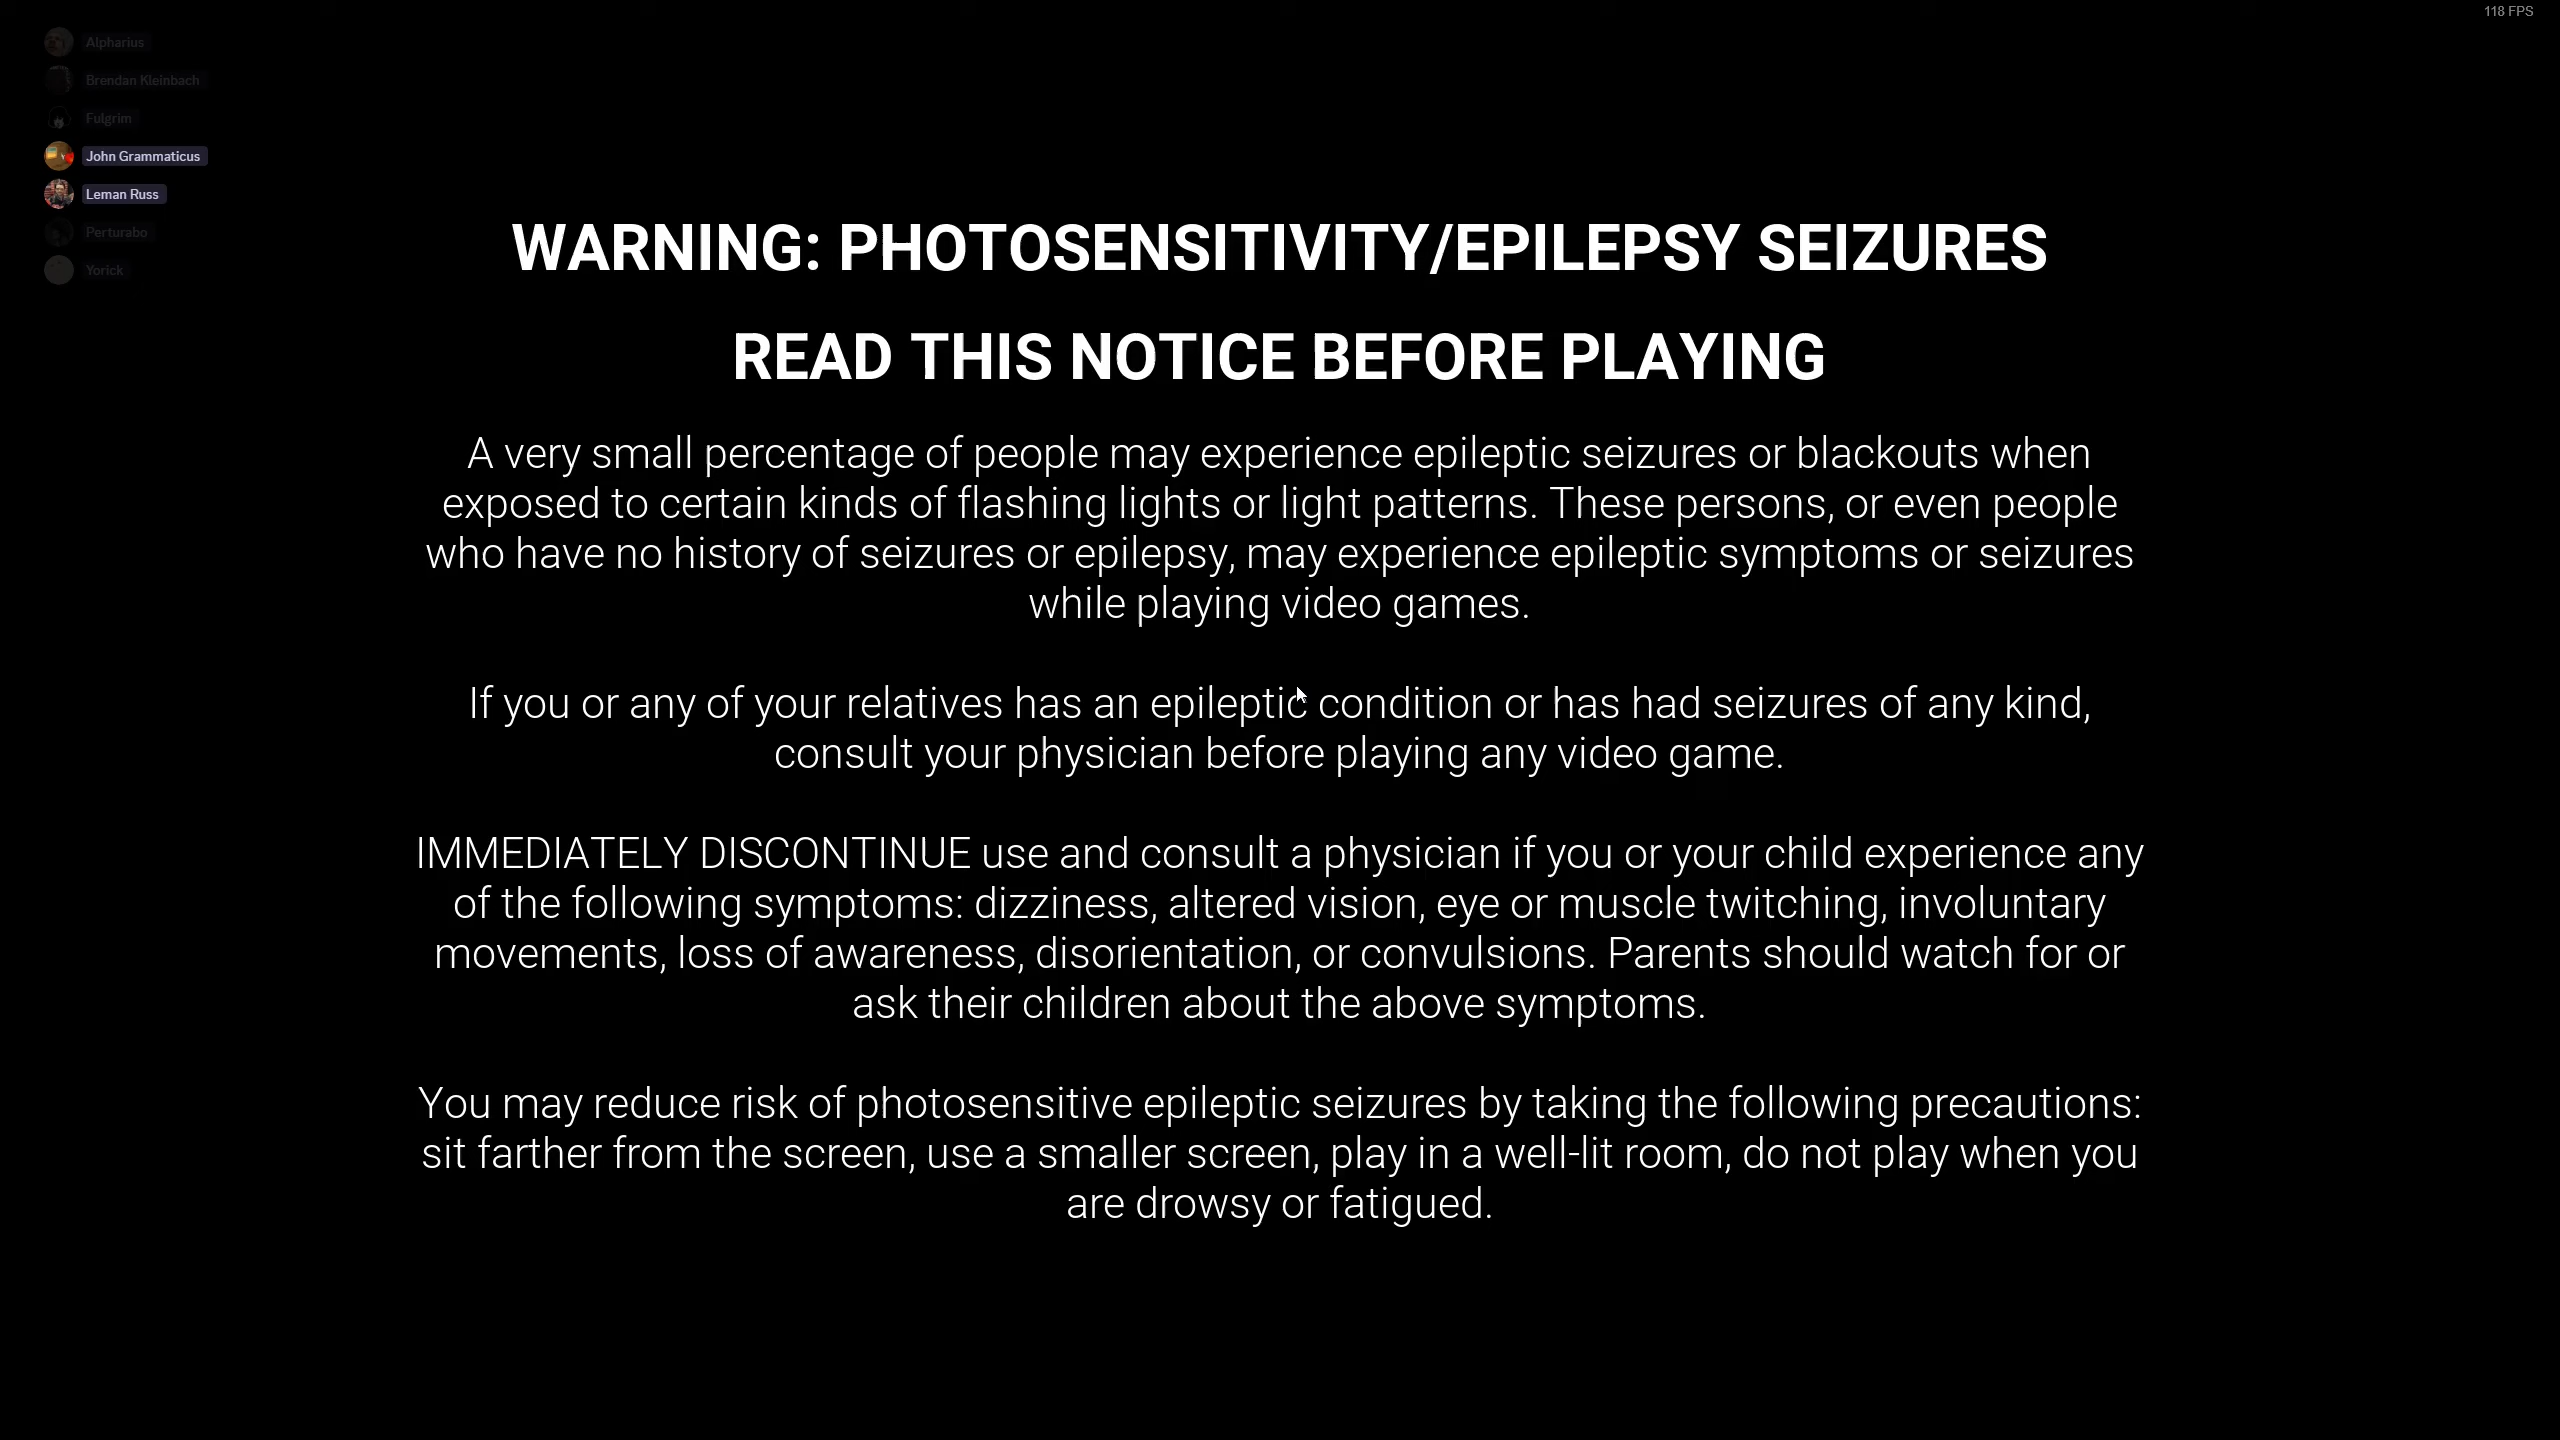 118 FPS
Alpharius
Brendan Kleinbach
Fulgrim
John Grammaticus
Leman Russ
Perturabo
Yorick
WARNING: PHOTOSENSITIVITY/EPILEPSY SEIZURES
READ THIS NOTICE BEFORE PLAYING
A very small percentage of people may experience epileptic seizures or blackouts when
exposed to certain kinds of flashing lights or light patterns. These persons, or even people
who have no history of seizures or epilepsy, may experience epileptic symptoms or seizures
while playing video games.
If you or any of your relatives has an epileptic condition or has had seizures of any kind,
consult your physician before playing any video game.
IMMEDIATELY DISCONTINUE use and consult a physician if you or your child experience any
of the following symptoms: dizziness, altered vision, eye or muscle twitching, involuntary
movements, loss of awareness, disorientation, or convulsions. Parents should watch for or
ask their children about the above symptoms.
You may reduce risk of photosensitive epileptic seizures by taking the following precautions:
sit farther from the screen, use a smaller screen, play in a well-lit room, do not play when you
are drowsy or fatigued.